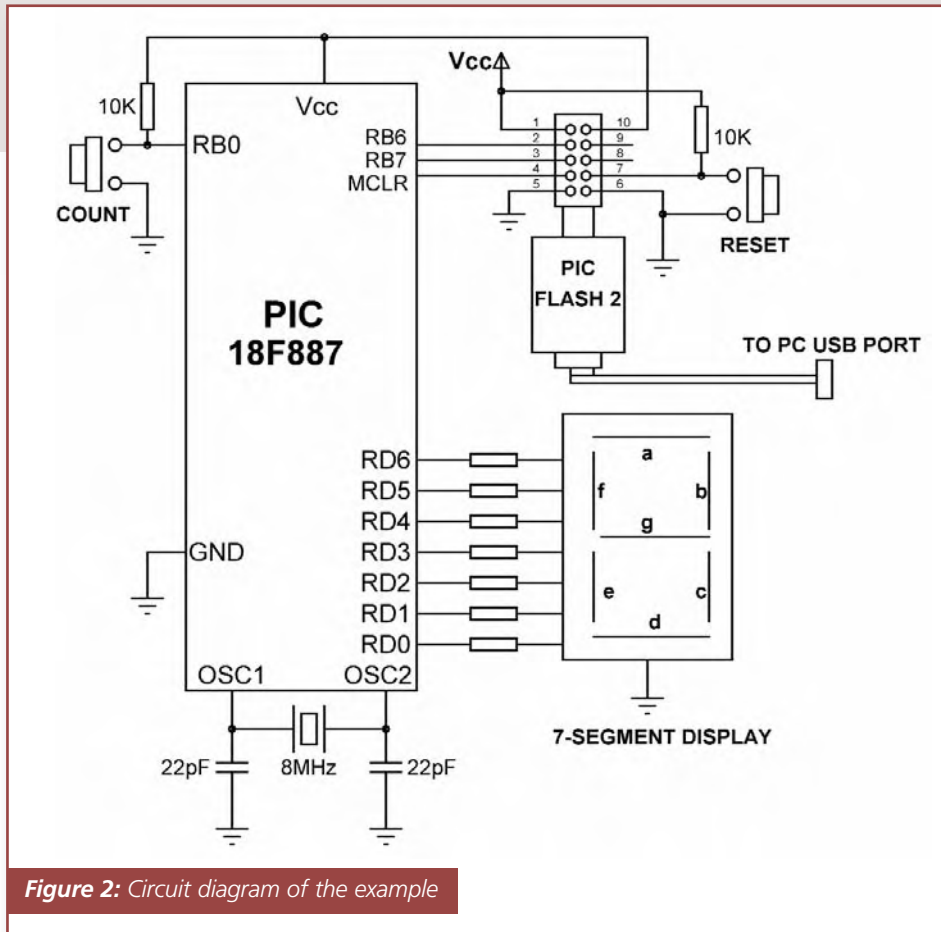 Vcc
10K
Vcc
RB0
COUNT
RB6
RB7
MCLR
1
2
3
4
5
10
9
8
7
6
10K
RESET
PIC
FLASH 2
TO PC USB PORT
PIC
18F887
GND
RD6
RD5
RD4
RD3
RD2
RD1
RD0
a
f
b
g
e
c
d
OSC1
OSC2
7-SEGMENT DISPLAY
22pF
8MHz
22pF
Figure 2: Circuit diagram of the example